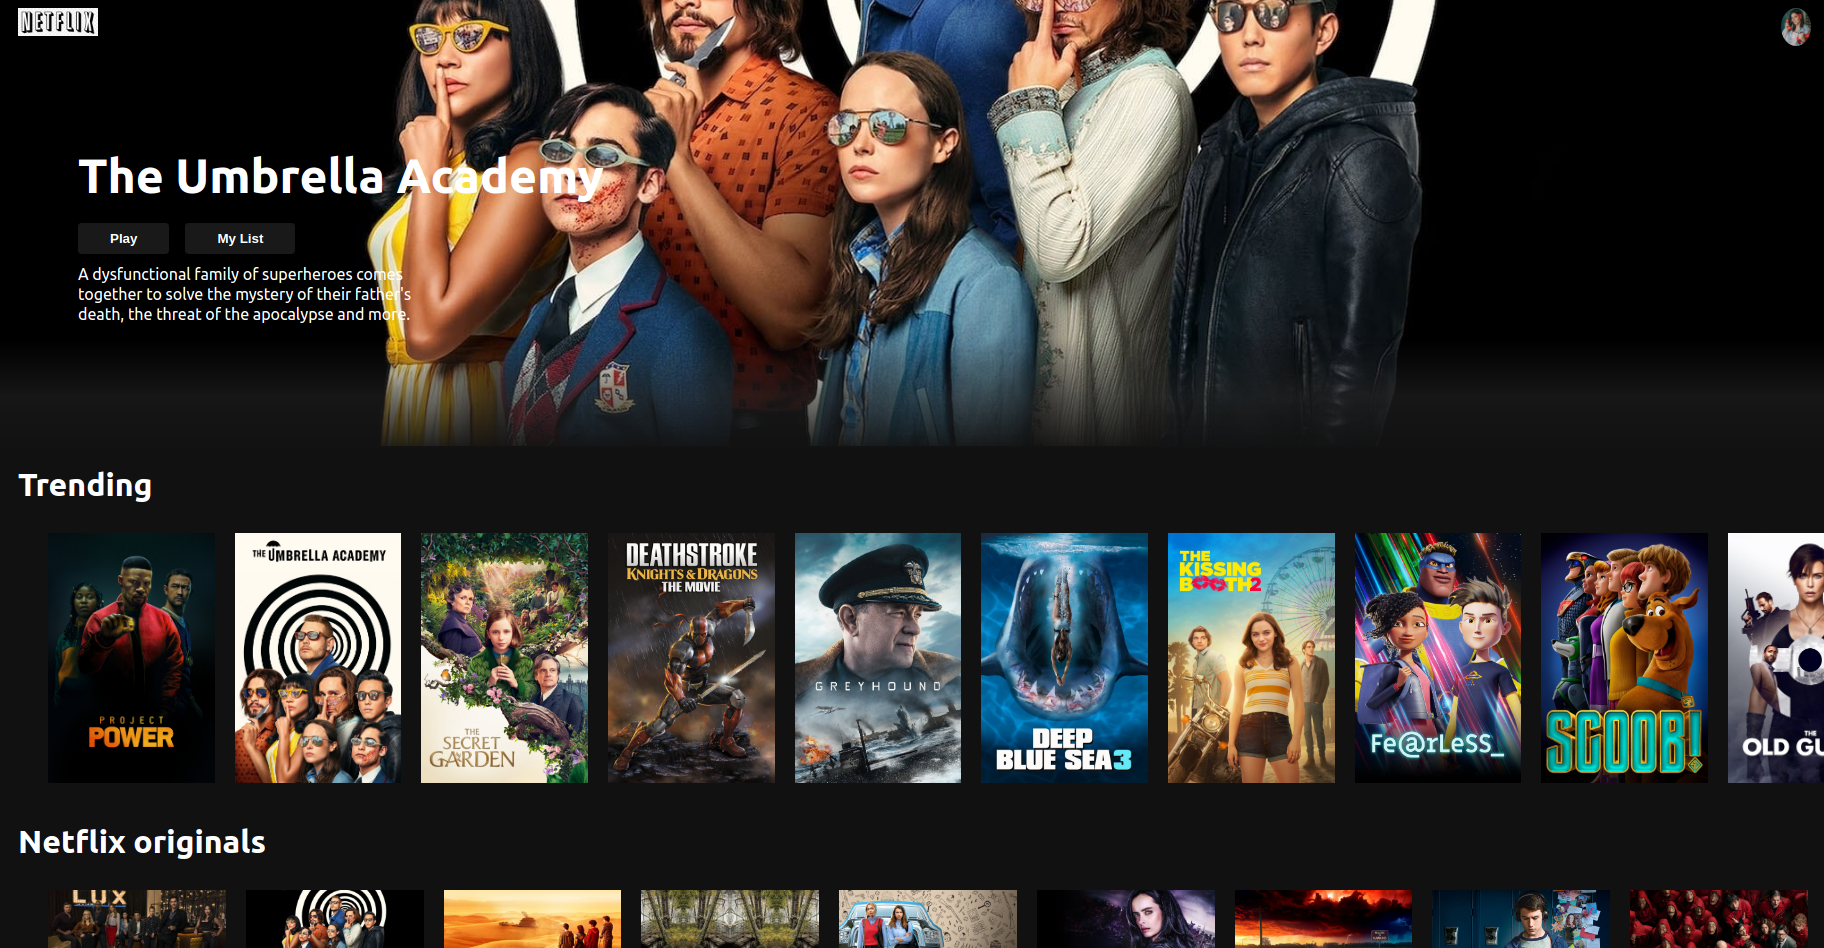 NETFLIX
The Umbrella Academy
Play
My List
A dysfunctional family of superheroes comes
together to solve the mystery of their father's
death, the threat of the apocalypse and more.
Trending
PROJECT
POWER
THE UMBRELLA ACADEMY
THE
SECRET
GARDEN
DEATHSTROKE
KNIGHTS & DRAGONS
THE MOVIE
GREYHOUND
DEEP
BLUE SEA 3
THE
KISSING
BOOTH 2
Fe@rLeSS_
SCOOB!
THE
OLD GU
Netflix originals
LUX